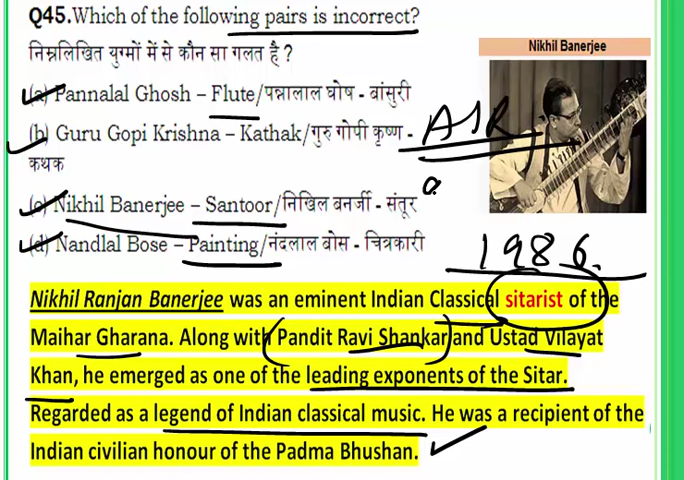 Q45.Which of the following pairs is incorrect?
निम्नलिखित युग्मों में से कौन सा गलत है ?
Nikhil Banerjee
(a) Pannalal Ghosh – Flute/पन्नालाल घोष - बांसुरी
(b) Guru Gopi Krishna – Kathak/गुरु गोपी कृष्ण -
कथक
AIR
(c) Nikhil Banerjee – Santoor/निखिल बनर्जी - संतूर
(d) Nandlal Bose – Painting/नंदलाल बोस - चित्रकारी
1986.
Nikhil Ranjan Banerjee was an eminent Indian Classical sitarist of the
Maihar Gharana. Along with Pandit Ravi Shankar and Ustad Vilayat
Khan, he emerged as one of the leading exponents of the Sitar.
Regarded as a legend of Indian classical music. He was a recipient of the
Indian civilian honour of the Padma Bhushan.